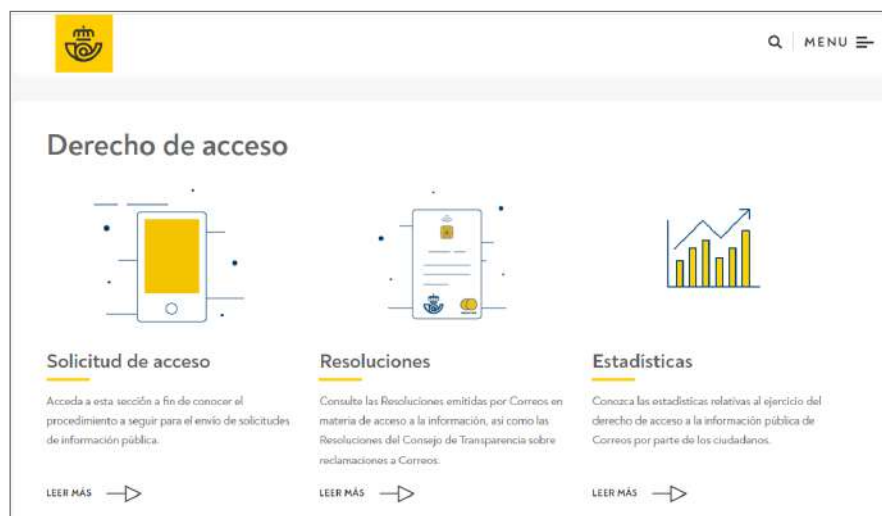 MENU
Derecho de acceso
Solicitud de acceso
Acceda a esta sección a fin de conocer el
procedimiento a seguir para el envío de solicitudes
de información pública.
LEER MÁS
Resoluciones
Consulte las Resoluciones emitidas por Correos en
materia de acceso a la información, así como las
Resoluciones del Consejo de Transparencia sobre
reclamaciones a Correos.
LEER MÁS
Estadísticas
Conozca las estadísticas relativas al ejercicio del
derecho de acceso a la información pública de
Correos por parte de los ciudadanos.
LEER MÁS